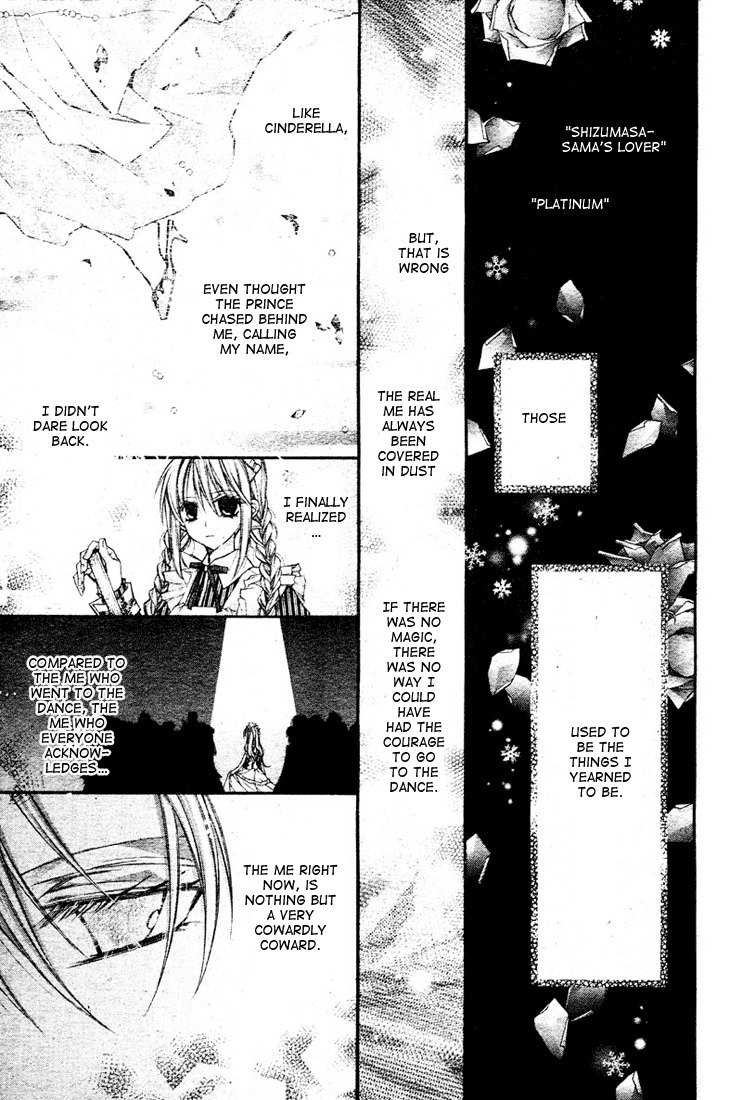 "SHIZUMASA-
SAMA'S LOVER"
"PLATINUM"
THOSE
USED TO
BE THE
THINGS I
YEARNED
TO BE.
BUT,
THAT IS
WRONG
THE REAL
ME HAS
ALWAYS
BEEN
COVERED
IN DUST
IF THERE
WAS NO
MAGIC,
THERE
WAS NO
WAY I
COULD
HAVE
HAD THE
COURAGE
TO GO
TO THE
DANCE.
LIKE
CINDERELLA,
EVEN THOUGHT
THE PRINCE
CHASED BEHIND
ME, CALLING
MY NAME,
I DIDN'T
DARE LOOK
BACK.
I FINALLY
REALIZED
...
COMPARED TO
THE ME WHO
WENT TO THE
DANCE, THE
ME WHO
EVERYONE
ACKNOW-
LEDGES...
THE ME RIGHT
NOW, IS
NOTHING BUT
A VERY
COWARDLY
COWARD.